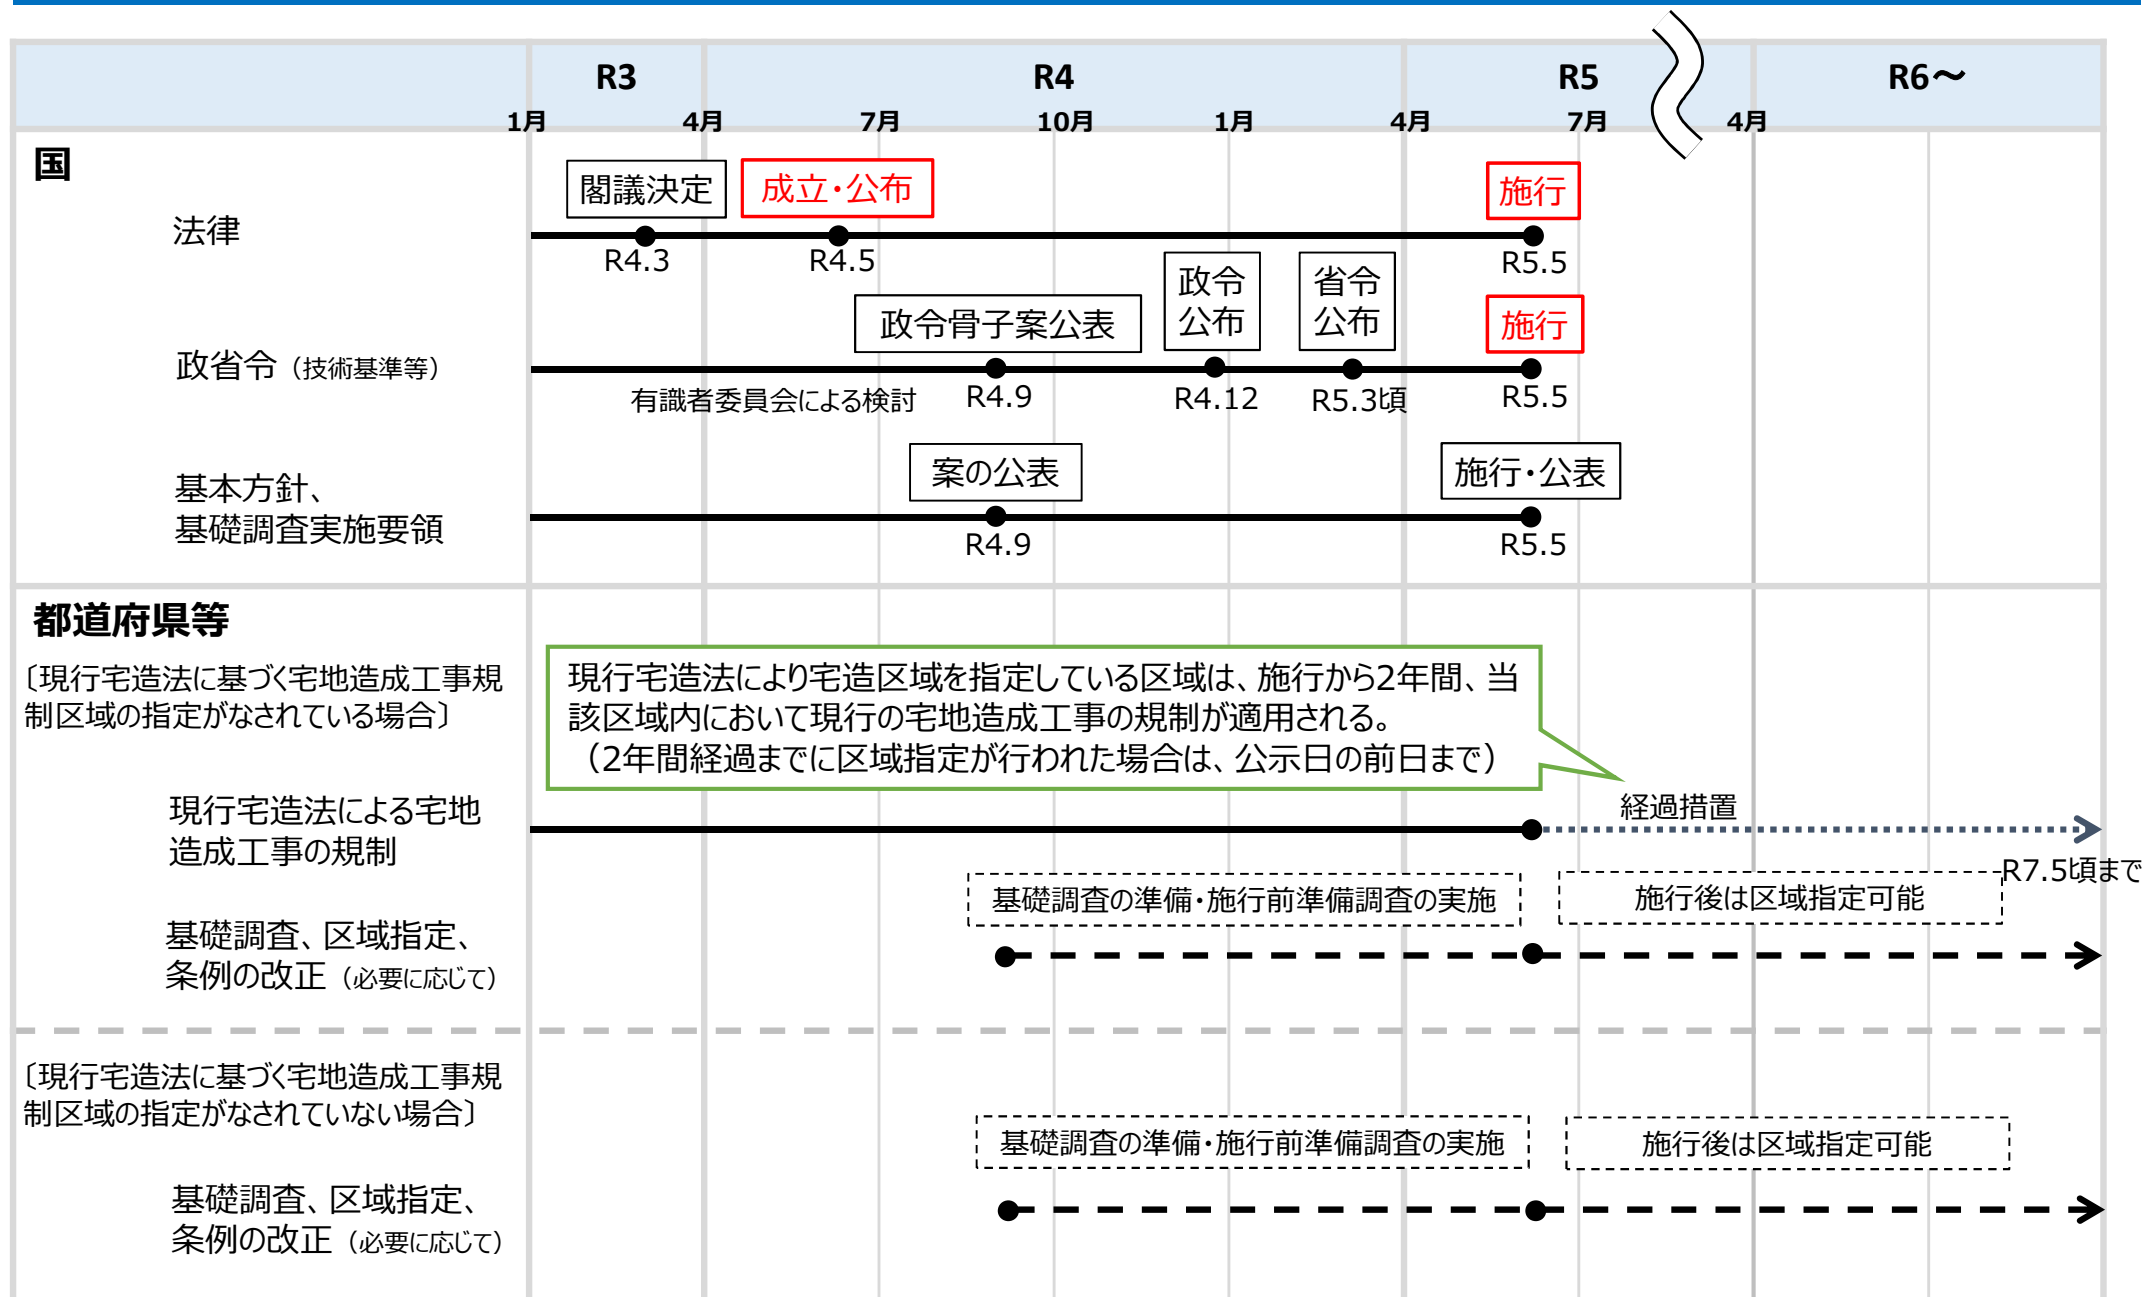 R3
R4
R5
R6～
1月
4月
7月
10月
1月
4月
7月
4月
国
法律
閣議決定
成立・公布
施行
R4.3
R4.5
R5.5
政省令（技術基準等）
政令骨子案公表
政令
公布
省令
公布
施行
有識者委員会による検討
R4.9
R4.12
R5.3頃
R5.5
基本方針、
基礎調査実施要領
案の公表
施行・公表
R4.9
R5.5
都道府県等
〔現行宅造法に基づく宅地造成工事規
制区域の指定がなされている場合〕
現行宅造法により宅造区域を指定している区域は、施行から2年間、当
該区域内において現行の宅地造成工事の規制が適用される。
（2年間経過までに区域指定が行われた場合は、公示日の前日まで）
現行宅造法による宅地
造成工事の規制
経過措置
R7.5頃まで
基礎調査、区域指定、
条例の改正（必要に応じて）
基礎調査の準備・施行前準備調査の実施
施行後は区域指定可能
〔現行宅造法に基づく宅地造成工事規
制区域の指定がなされていない場合〕
基礎調査、区域指定、
条例の改正（必要に応じて）
基礎調査の準備・施行前準備調査の実施
施行後は区域指定可能